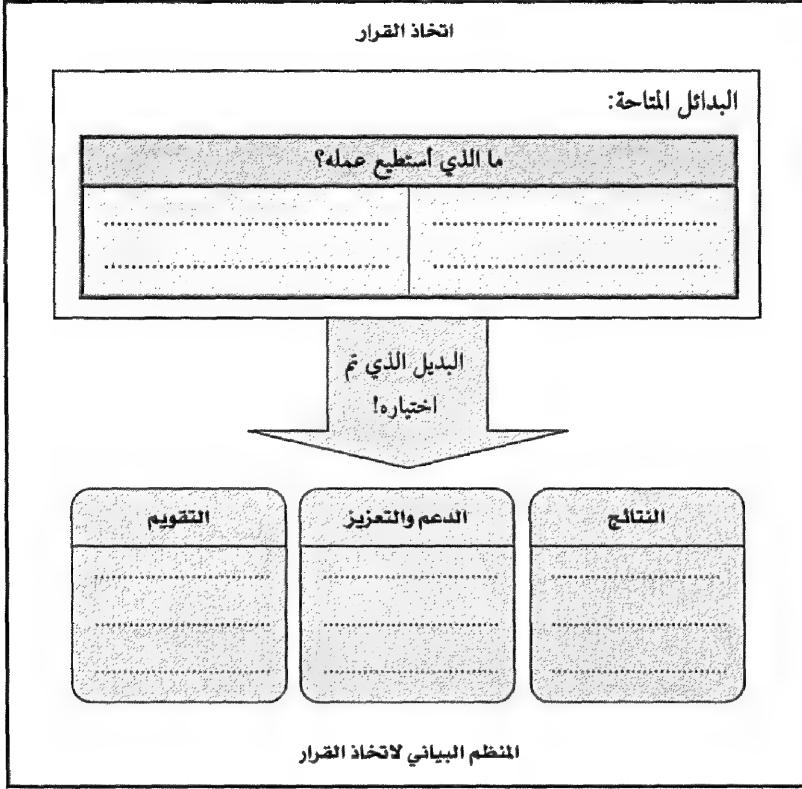 اتخاذ القرار
البدائل المتاحة:
ما الذي أستطيع عمله؟
البديل الذي تم
اختياره!
النتائج
الدعم والتعزيز
التقويم
المنظم البياني لاتخاذ القرار